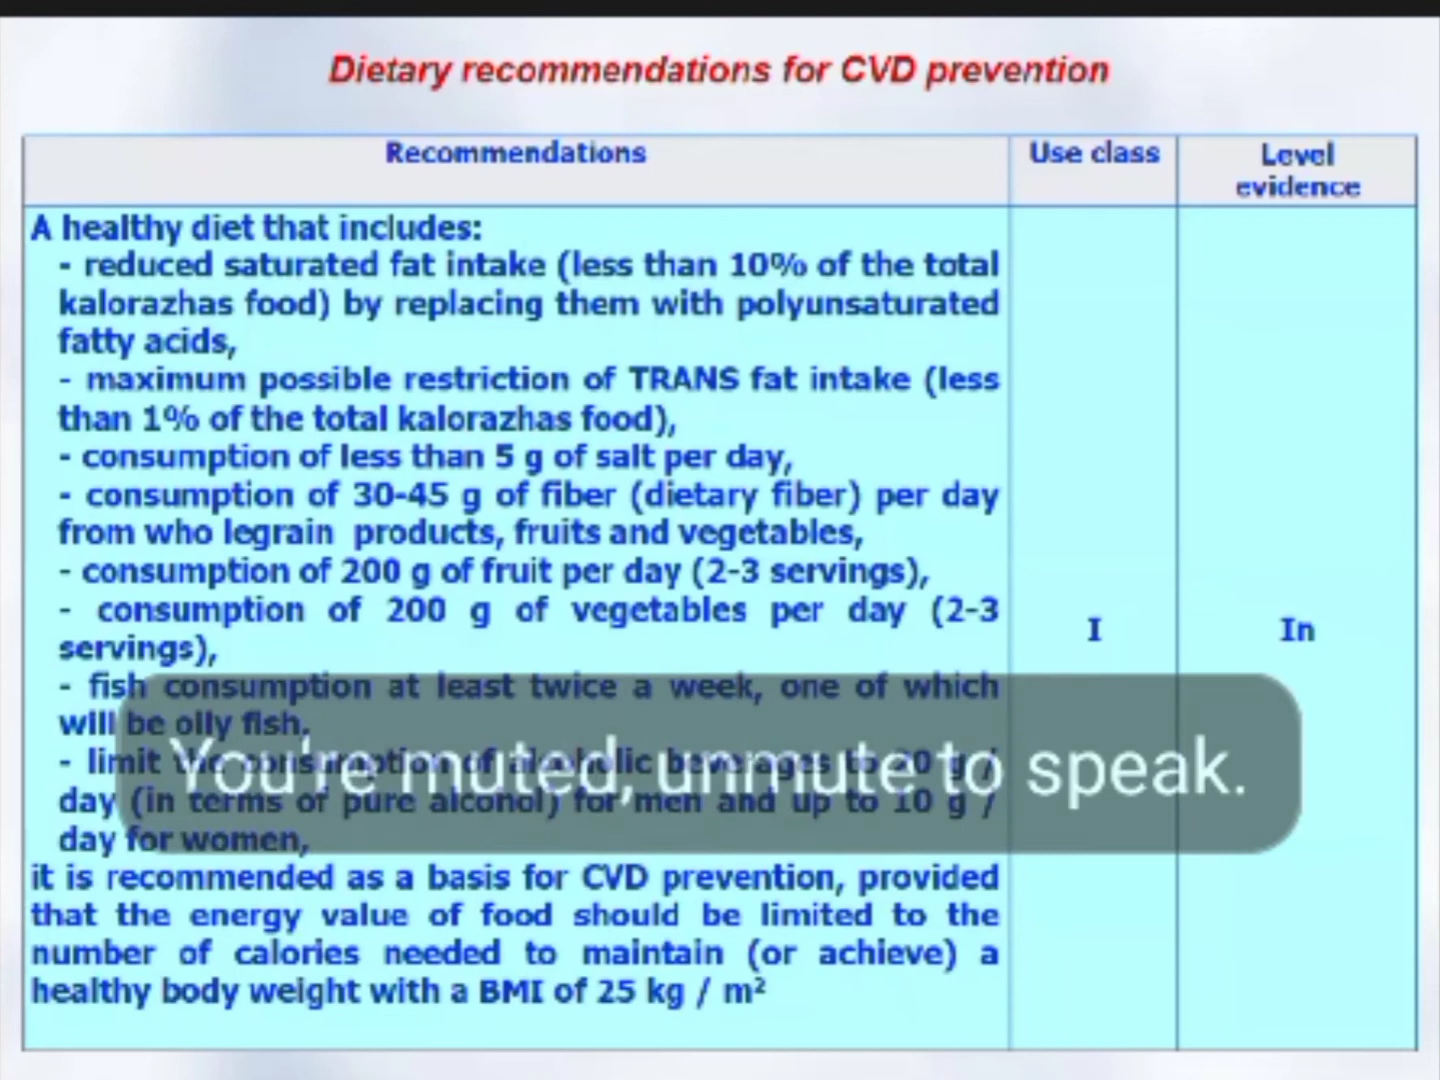 Dietary recommendations for CVD prevention
Recommendations
Use class
Level
evidence
A healthy diet that includes:
- reduced saturated fat intake (less than 10% of the total
kalorazhas food) by replacing them with polyunsaturated
fatty acids,
- maximum possible restriction of TRANS fat intake (less
than 1% of the total kalorazhas food),
- consumption of less than 5 g of salt per day,
- consumption of 30-45 g of fiber (dietary fiber) per day
from who legrain products, fruits and vegetables,
- consumption of 200 g of fruit per day (2-3 servings),
- consumption of 200 g of vegetables per day (2-3
servings),
- fish consumption at least twice a week, one of which
will be oily fish.
- limit the consumption of alcoholic beverages to 20 g /
day (in terms of pure alcohol) for men and up to 10 g /
day for women,
it is recommended as a basis for CVD prevention, provided
that the energy value of food should be limited to the
number of calories needed to maintain (or achieve) a
healthy body weight with a BMI of 25 kg / m²
I
In
You're muted, unmute to speak.